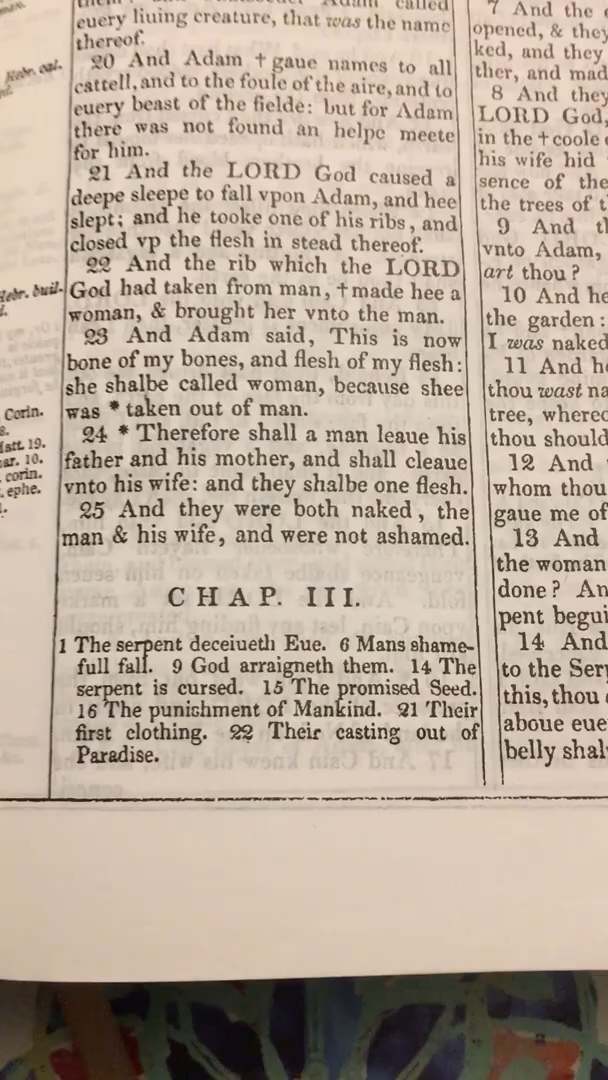 euery liuing creature, that was the name
thereof.
20 And Adam † gaue names to all
cattell, and to the foule of the aire, and to
euery beast of the fielde: but for Adam
there was not found an helpe meete
for him.
21 And the LORD God caused a
deepe sleepe to fall vpon Adam, and hee
slept; and he tooke one of his ribs, and
closed vp the flesh in stead thereof.
22 And the rib which the LORD
God had taken from man, † made hee a
woman, & brought her vnto the man.
23 And Adam said, This is now
bone of my bones, and flesh of my flesh:
she shalbe called woman, because shee
was * taken out of man.
24 * Therefore shall a man leaue his
father and his mother, and shall cleaue
vnto his wife: and they shalbe one flesh.
25 And they were both naked, the
man & his wife, and were not ashamed.
CHAP. III.
1 The serpent deceiueth Eue. 6 Mans shame-
full fall. 9 God arraigneth them. 14 The
serpent is cursed. 15 The promised Seed.
16 The punishment of Mankind. 21 Their
first clothing. 22 Their casting out of
Paradise.
Hebr. cal.
Hebr. buil-
Corin.
Matt. 19.
mar. 10.
corin.
ephe.
7 And the
opened, & they
ked, and they
ther, and mad
8 And they
LORD God,
in the † coole
his wife hid
sence of the
the trees of t
9 And th
vnto Adam,
art thou?
10 And he
the garden:
I was naked
11 And he
thou wast na
tree, whereo
thou should
12 And
whom thou
gaue me of
13 And
the woman
done? An
pent begui
14 And
to the Serp
this, thou
aboue eue
belly shal